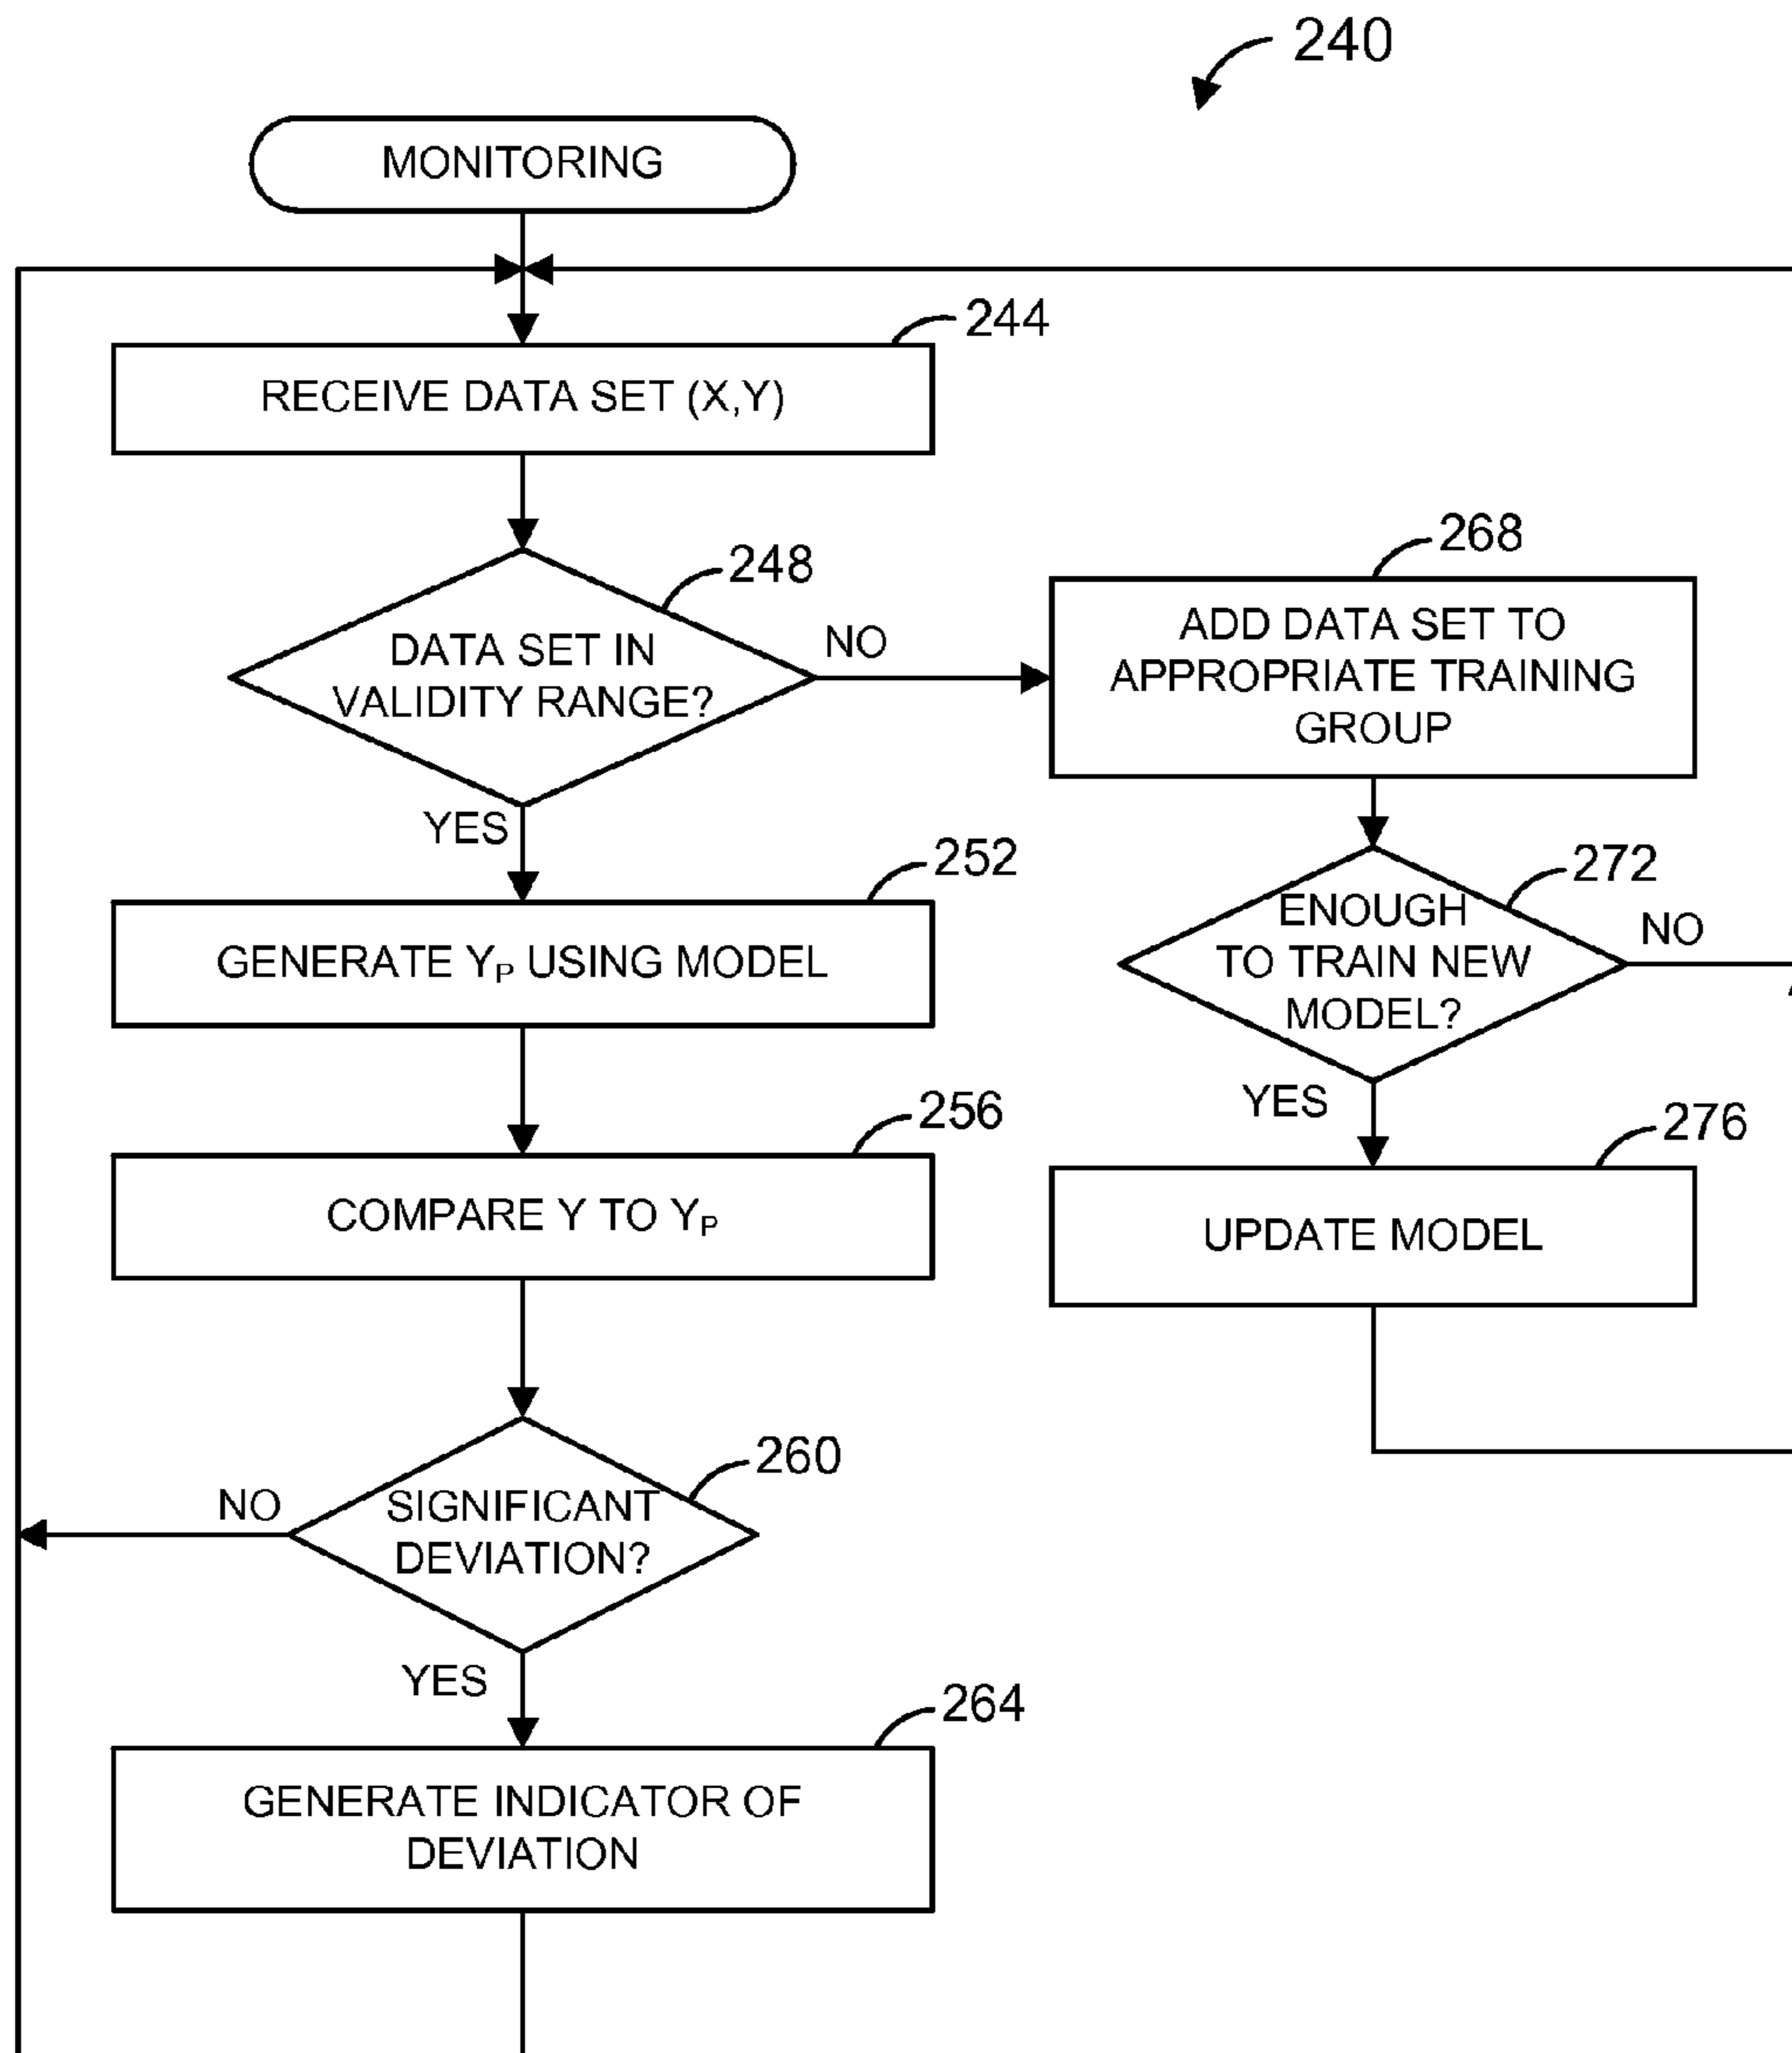 240
MONITORING
244
RECEIVE DATA SET (X,Y)
248
DATA SET IN
VALIDITY RANGE?
NO
YES
268
ADD DATA SET TO
APPROPRIATE TRAINING
GROUP
252
GENERATE YP USING MODEL
272
ENOUGH
TO TRAIN NEW
MODEL?
NO
YES
256
COMPARE Y TO YP
276
UPDATE MODEL
260
SIGNIFICANT
DEVIATION?
NO
YES
264
GENERATE INDICATOR OF
DEVIATION